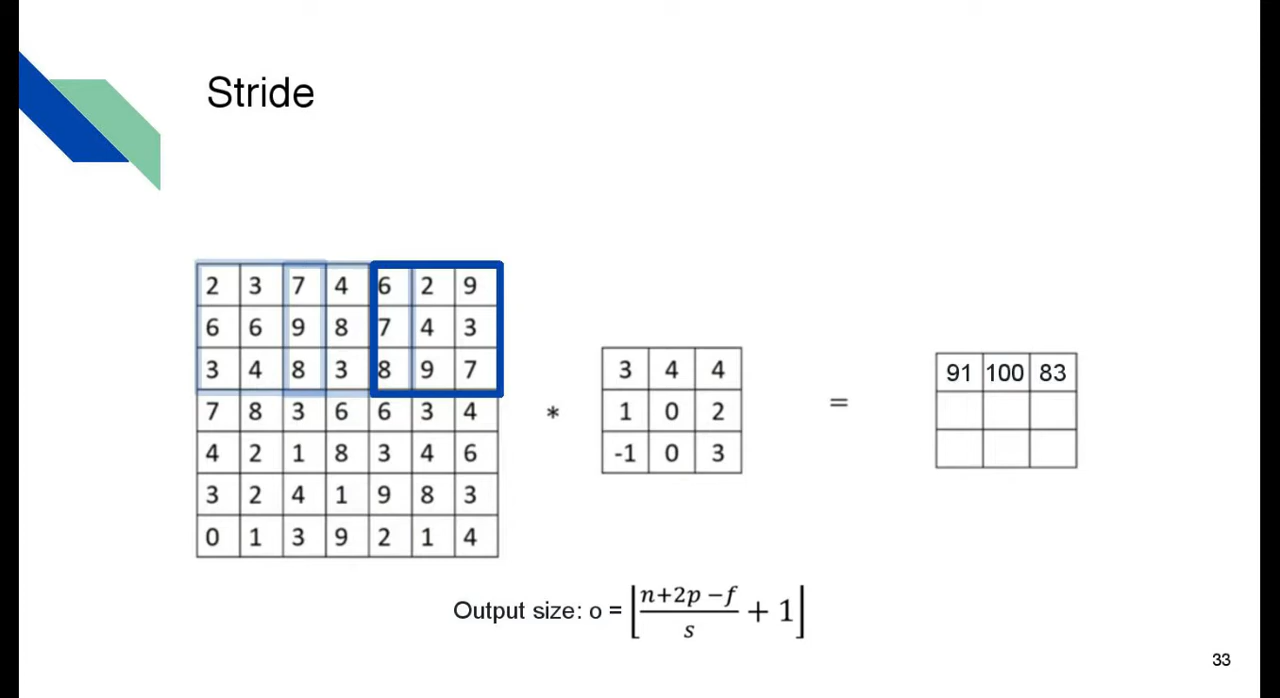 Stride
2 3 7 4 6 2 9
6 6 9 8 7 4 3
3 4 8 3 8 9 7
7 8 3 6 6 3 4
4 2 1 8 3 4 6
3 2 4 1 9 8 3
0 1 3 9 2 1 4
*
3 4 4
1 0 2
-1 0 3
=
91 100 83
Output size: o = ⌊(n+2p −f)/s + 1⌋
33